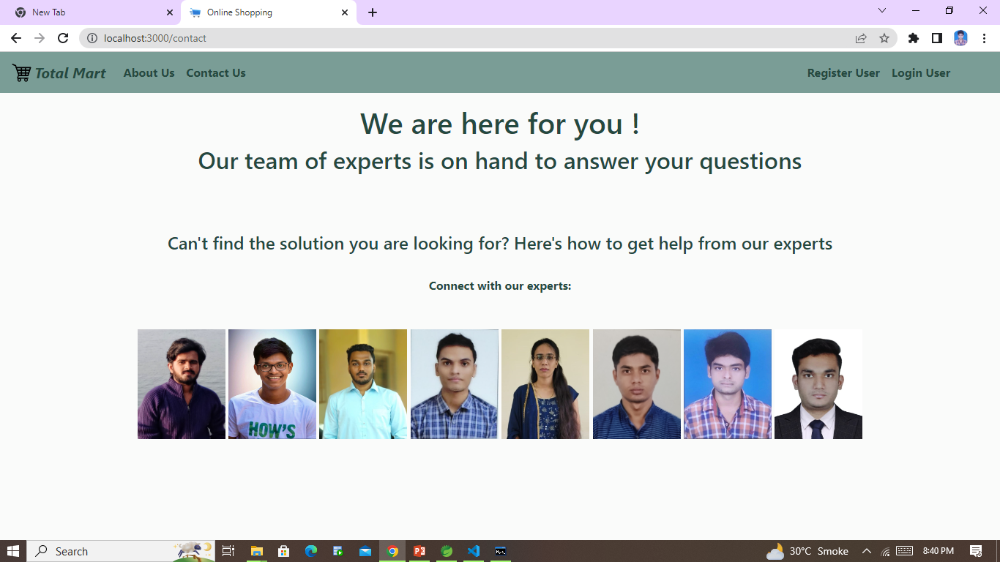 New Tab
Online Shopping
localhost:3000/contact
Total Mart
About Us
Contact Us
Register User
Login User
We are here for you !
Our team of experts is on hand to answer your questions
Can't find the solution you are looking for? Here's how to get help from our experts
Connect with our experts:
HOW'S
Search
30°C Smoke
8:40 PM